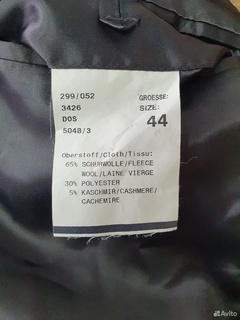 299/052 GROESSE:
3426 SIZE:
DOS 44
5048/3
Oberstoff/Cloth/Tissu:
65% SCHURWOLLE/FLEECE
WOOL/LAINE VIERGE
30% POLYESTER
5% KASCHMIR/CASHMERE/
CACHEMIRE
Avito